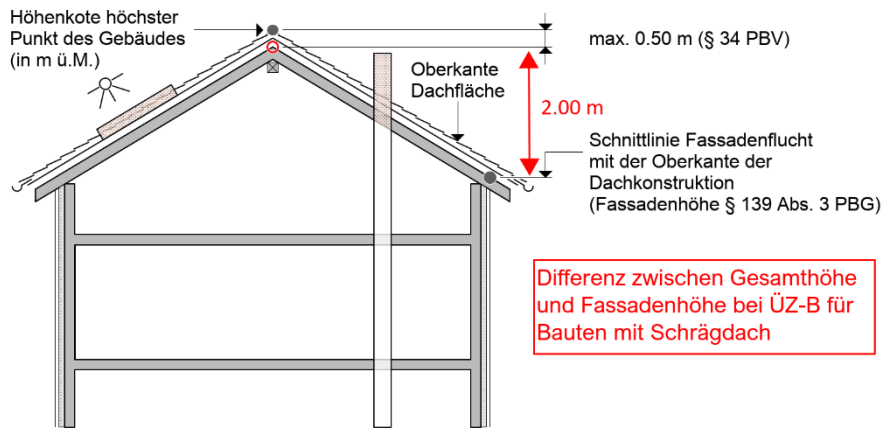 Höhenkote höchster
Punkt des Gebäudes
(in m ü.M.)
max. 0.50 m (§ 34 PBV)
Oberkante
Dachfläche
2.00 m
Schnittlinie Fassadenflucht
mit der Oberkante der
Dachkonstruktion
(Fassadenhöhe § 139 Abs. 3 PBG)
Differenz zwischen Gesamthöhe
und Fassadenhöhe bei ÜZ-B für
Bauten mit Schrägdach